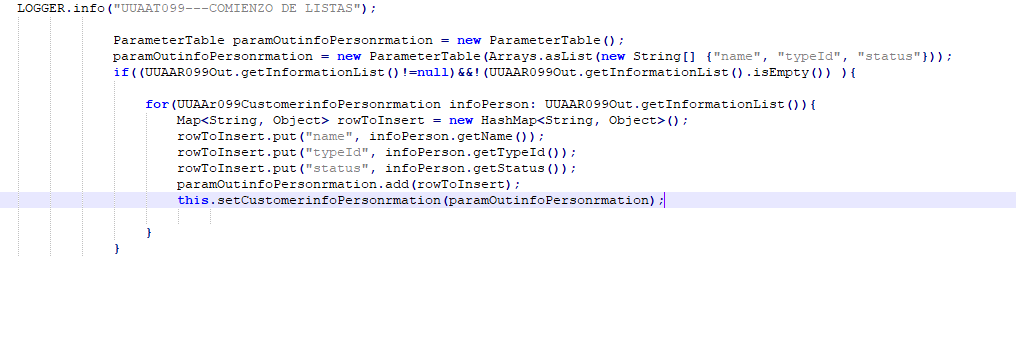 LOGGER.info("UUAAT099---COMIENZO DE LISTAS");
ParameterTable paramOutinfoPersonrmation = new ParameterTable();
paramOutinfoPersonrmation = new ParameterTable(Arrays.asList(new String[] {"name", "typeId", "status"}));
if((UUAAR099Out.getInformationList()!=null)&&!(UUAAR099Out.getInformationList().isEmpty()) ){
for(UUAAr099CustomerinfoPersonrmation infoPerson: UUAAR099Out.getInformationList()){
Map<String, Object> rowToInsert = new HashMap<String, Object>();
rowToInsert.put("name", infoPerson.getName());
rowToInsert.put("typeId", infoPerson.getTypeId());
rowToInsert.put("status", infoPerson.getStatus());
paramOutinfoPersonrmation.add(rowToInsert);
this.setCustomerinfoPersonrmation(paramOutinfoPersonrmation);
}
}